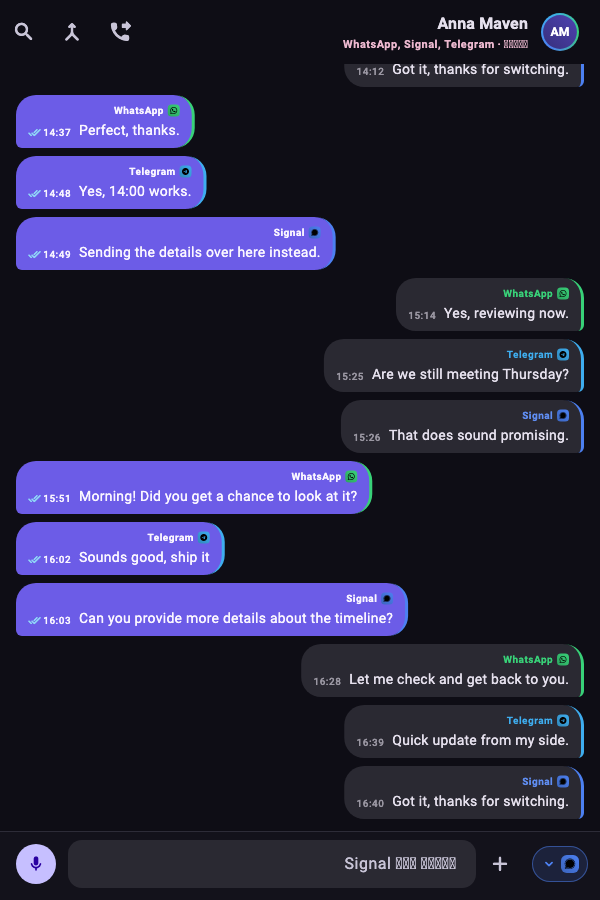 Anna Maven
AM
WhatsApp, Signal, Telegram ·
14:12 Got it, thanks for switching.
WhatsApp
14:37 Perfect, thanks.
Telegram
14:48 Yes, 14:00 works.
Signal
14:49 Sending the details over here instead.
WhatsApp
15:14 Yes, reviewing now.
Telegram
15:25 Are we still meeting Thursday?
Signal
15:26 That does sound promising.
WhatsApp
15:51 Morning! Did you get a chance to look at it?
Telegram
16:02 Sounds good, ship it
Signal
16:03 Can you provide more details about the timeline?
WhatsApp
16:28 Let me check and get back to you.
Telegram
16:39 Quick update from my side.
Signal
16:40 Got it, thanks for switching.
Signal